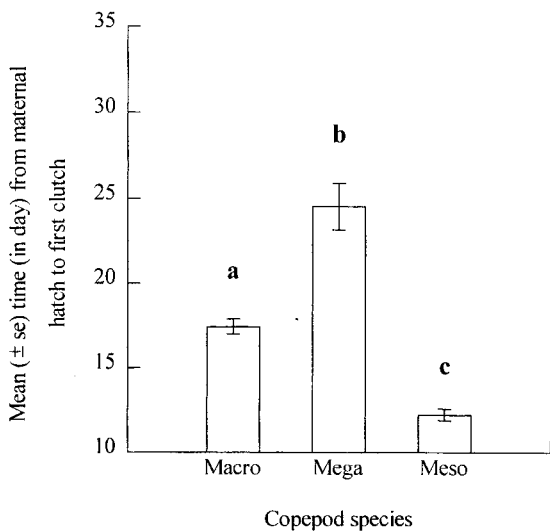 Mean (± se) time (in day) from maternal
hatch to first clutch
35
30
25
20
15
10
a
b
c
Macro Mega Meso
Copepod species